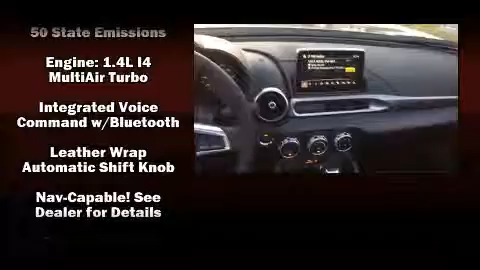 50 State Emissions
Engine: 1.4L I4
MultiAir Turbo
Integrated Voice
Command w/Bluetooth
Leather Wrap
Automatic Shift Knob
Nav-Capable! See
Dealer for Details